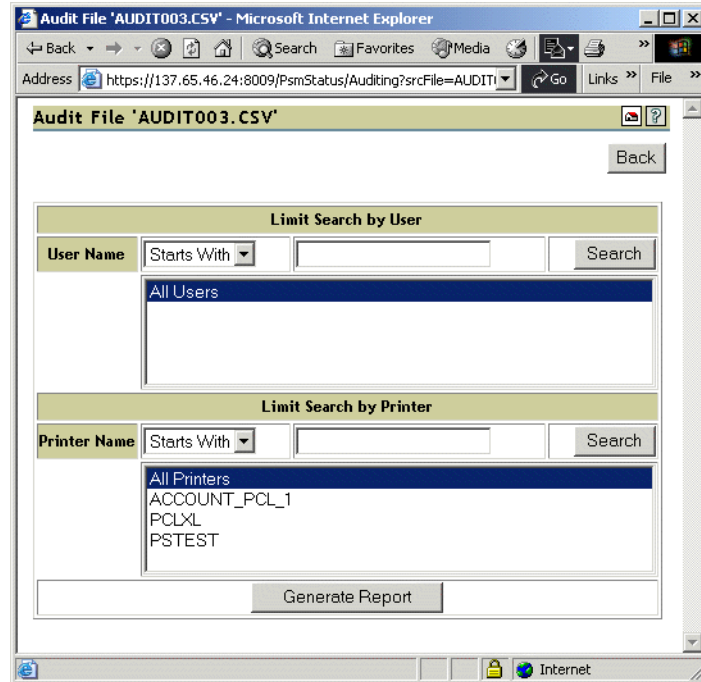 Audit File 'AUDIT003.CSV' - Microsoft Internet Explorer
Back Search Favorites Media »
Address https://137.65.46.24:8009/PsmStatus/Auditing?srcFile=AUDIT Go Links » File »
Audit File 'AUDIT003.CSV'
?
Back
Limit Search by User
User Name Starts With Search
All Users
Limit Search by Printer
Printer Name Starts With Search
All Printers
ACCOUNT_PCL_1
PCLXL
PSTEST
Generate Report
Internet